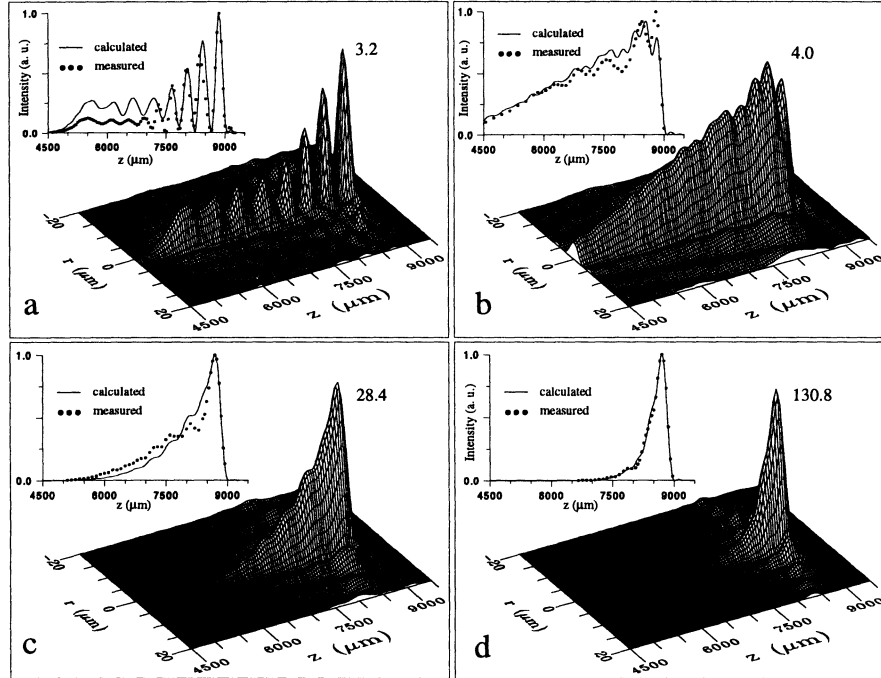 1.0
calculated
measured
Intensity (a. u.)
0.0
4500 6000 7500 9000
z (μm)
3.2
-20
0
20
r (μm)
4500 6000 7500 9000
z (μm)
a
1.0
calculated
measured
Intensity (a. u.)
0.0
4500 6000 7500 9000
z (μm)
4.0
-20
0
20
r (μm)
4500 6000 7500 9000
z (μm)
b
1.0
calculated
measured
0.0
4500 6000 7500 9000
z (μm)
28.4
-20
0
20
r (μm)
4500 6000 7500 9000
z (μm)
c
1.0
calculated
measured
Intensity (a. u.)
0.0
4500 6000 7500 9000
z (μm)
130.8
-20
0
20
r (μm)
4500 6000 7500 9000
z (μm)
d